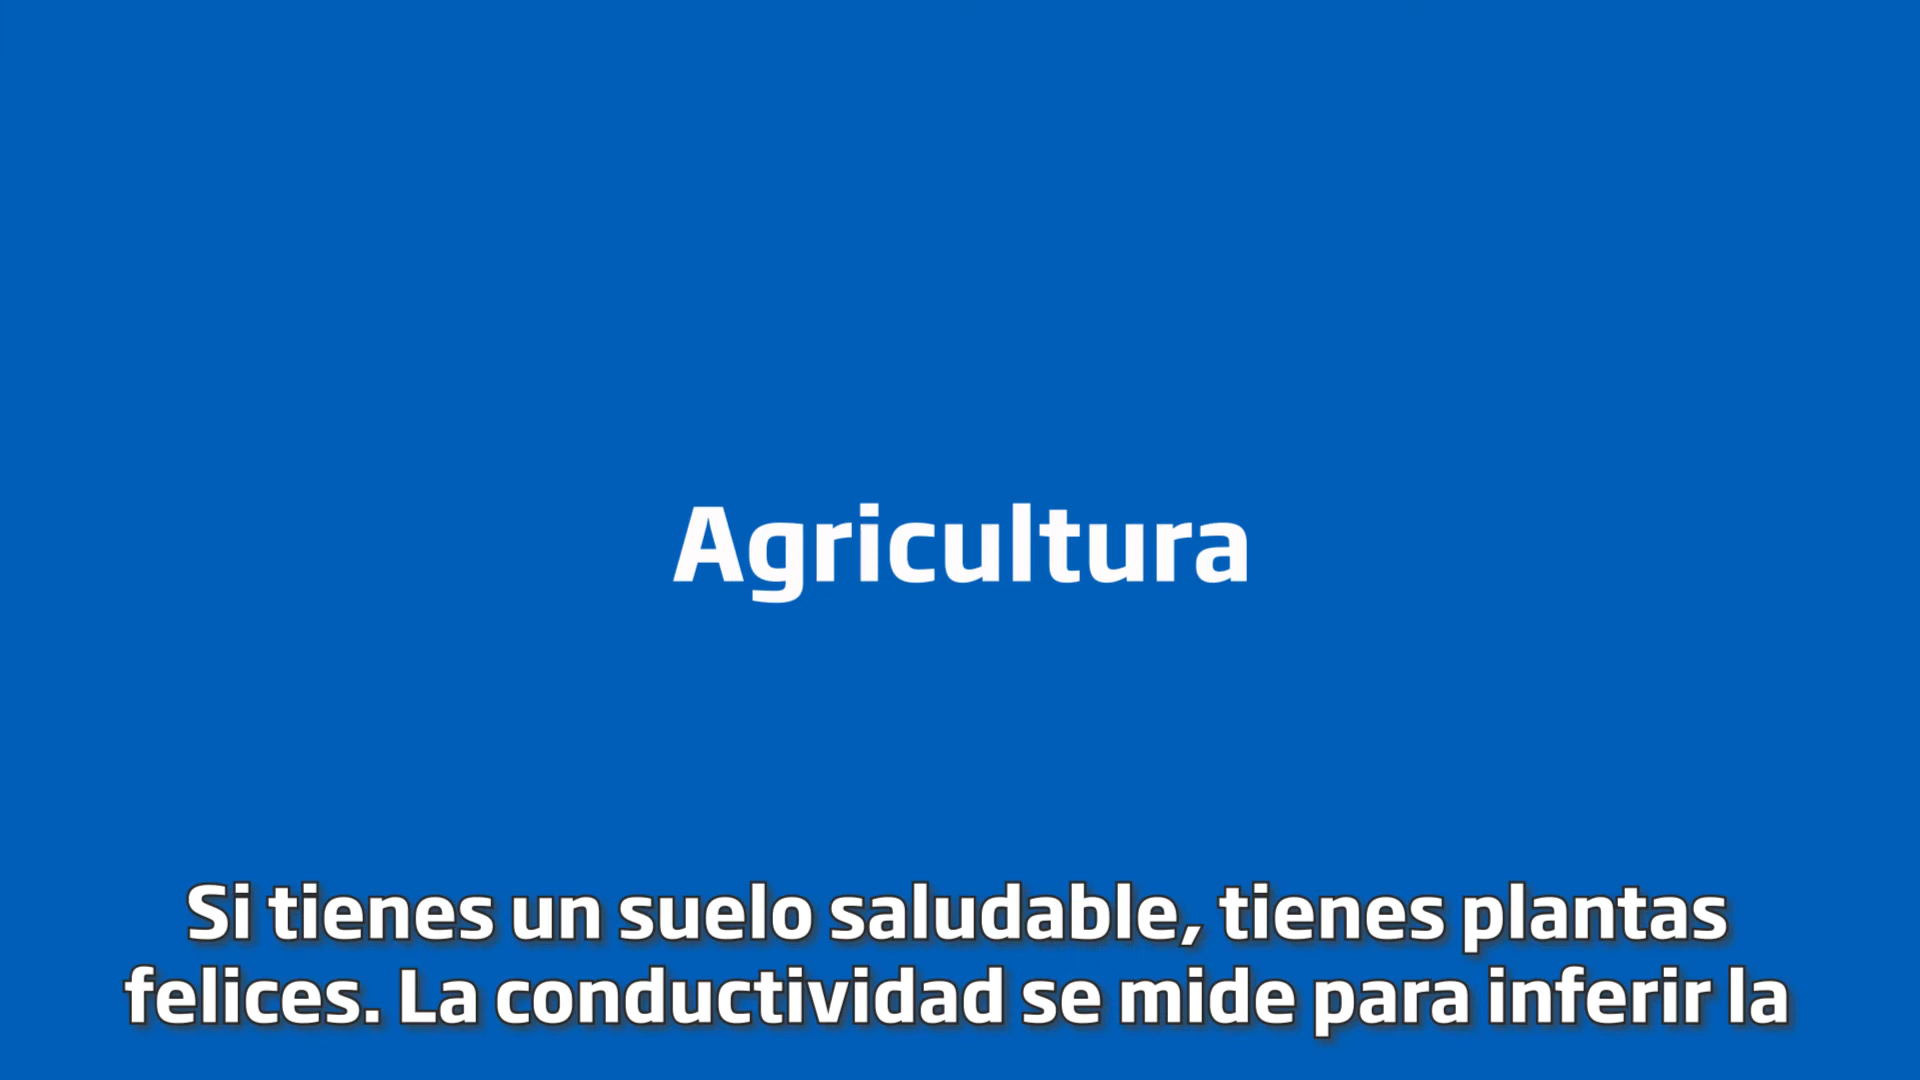 Agricultura
Si tienes un suelo saludable, tienes plantas
felices. La conductividad se mide para inferir la